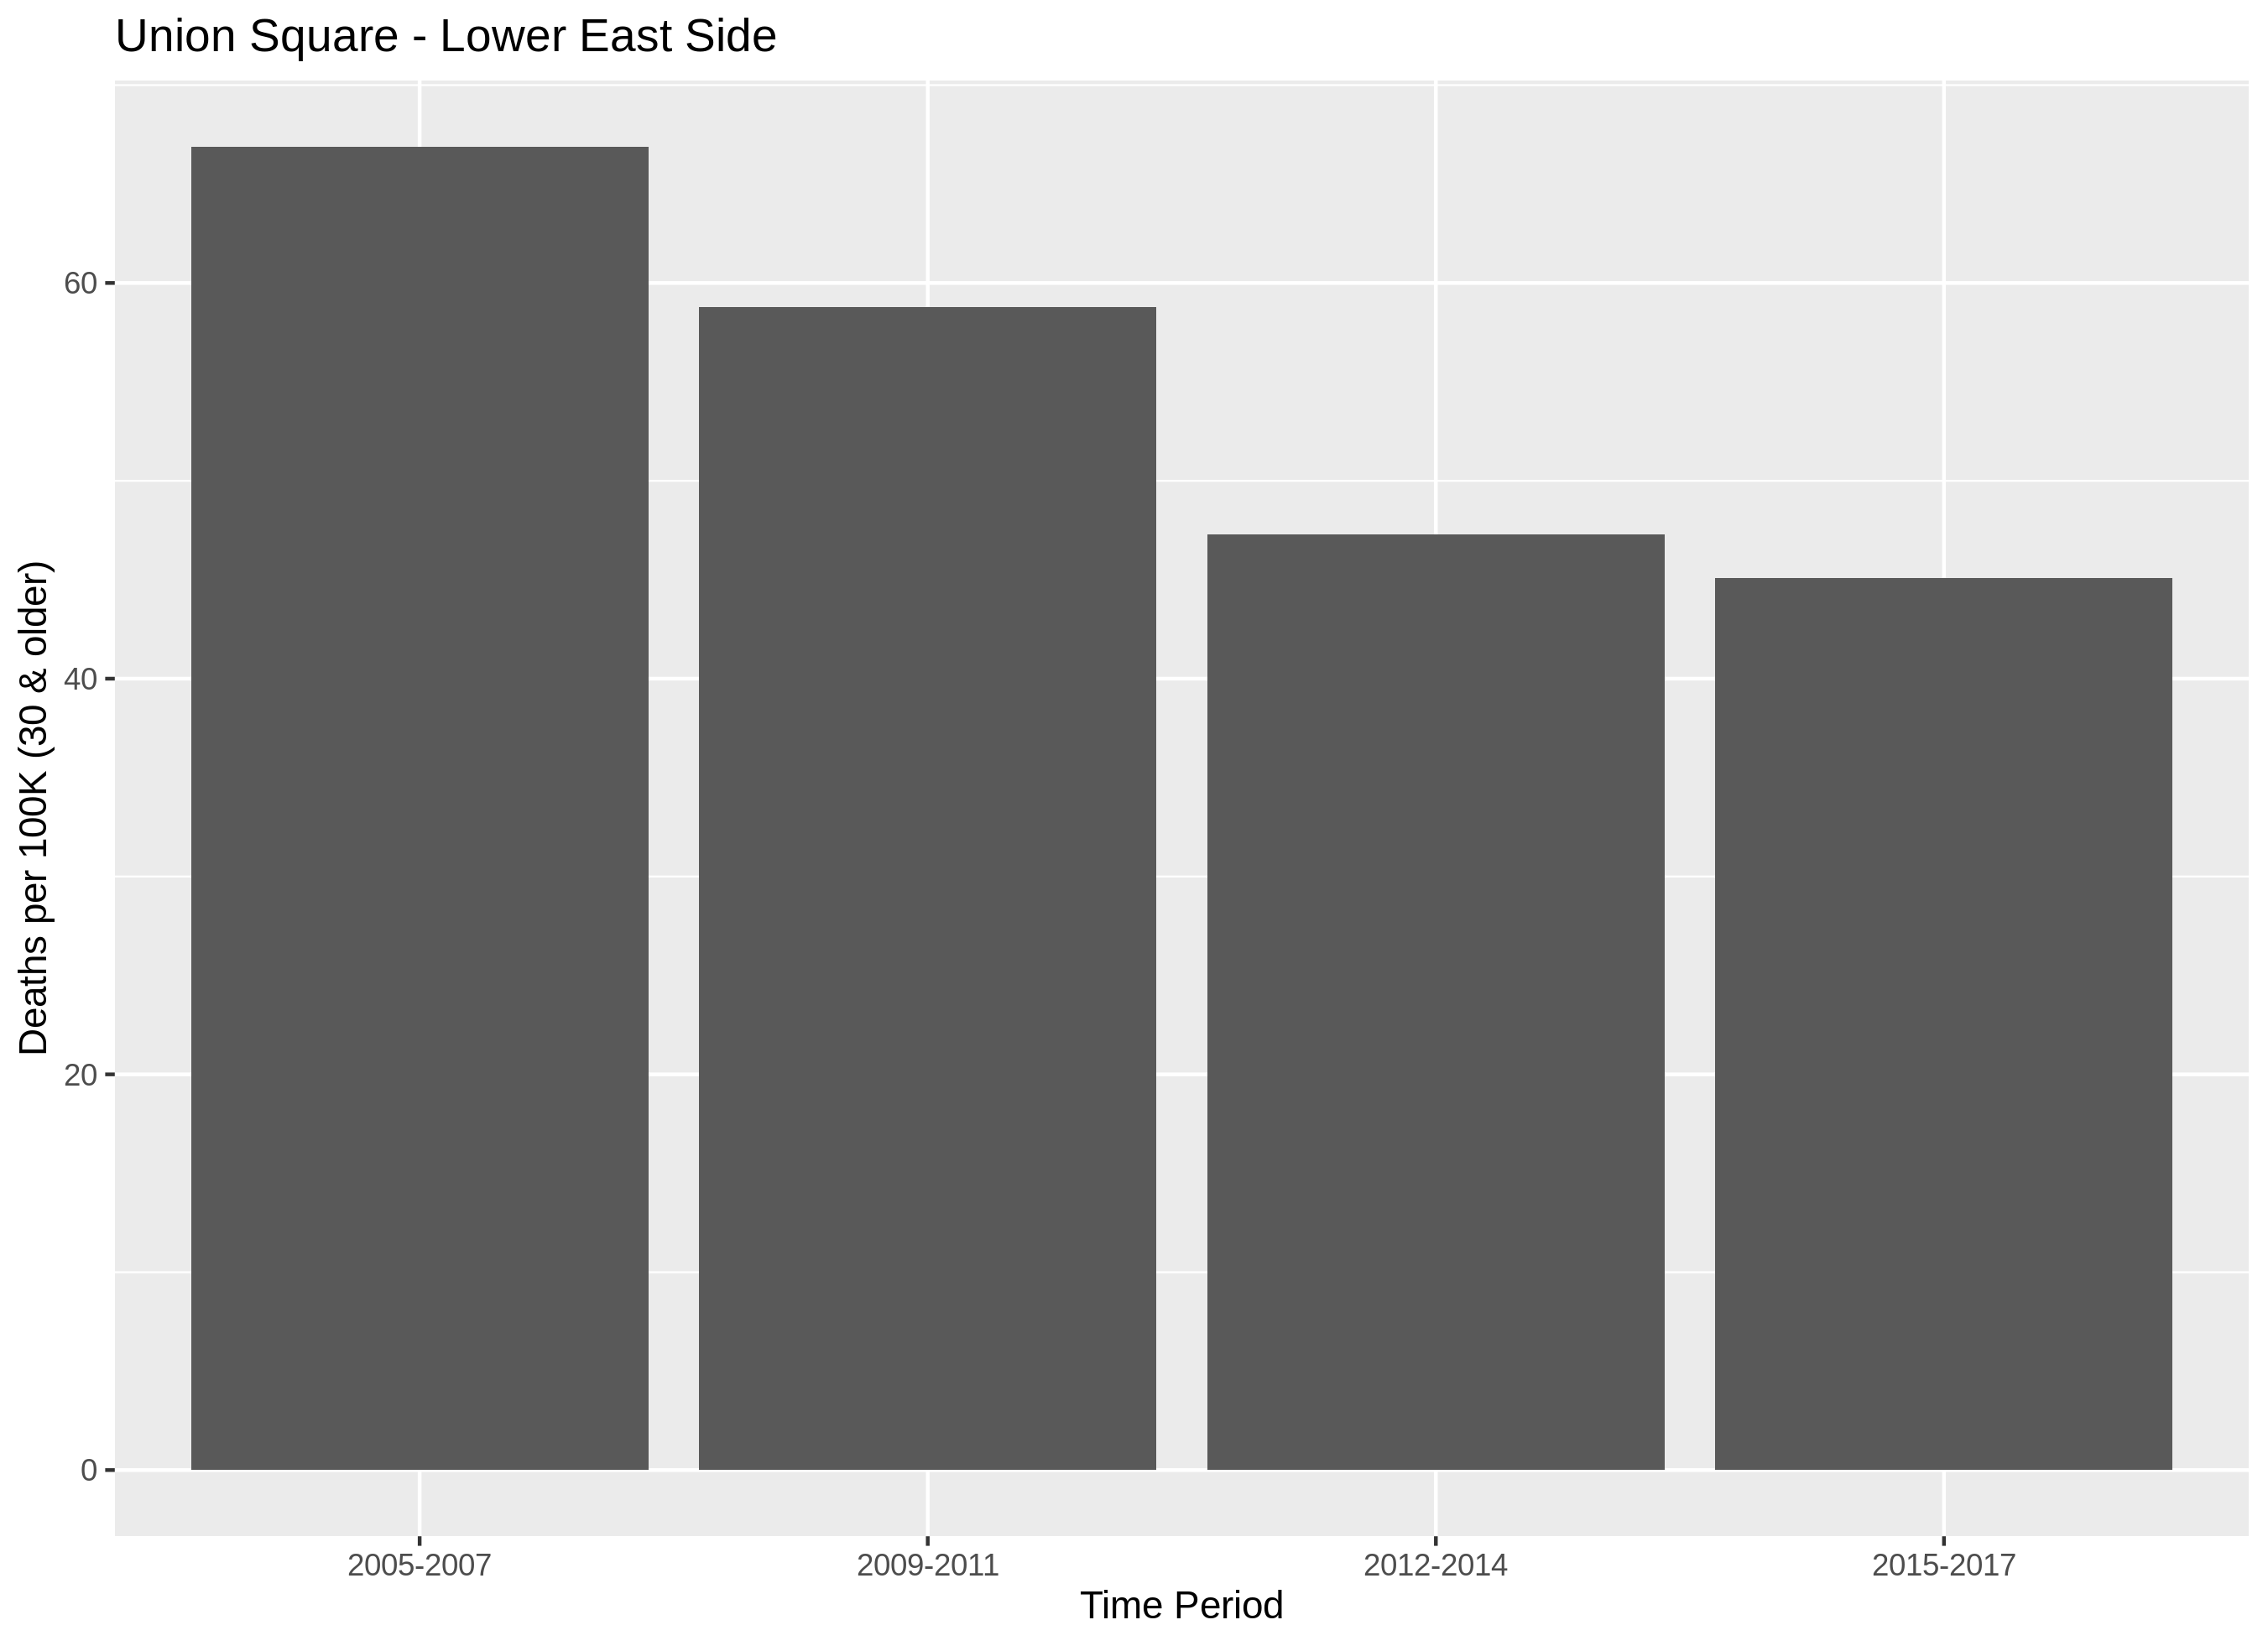 Union Square - Lower East Side
Deaths per 100K (30 & older)
60
40
20
0
2005-2007
2009-2011
2012-2014
2015-2017
Time Period